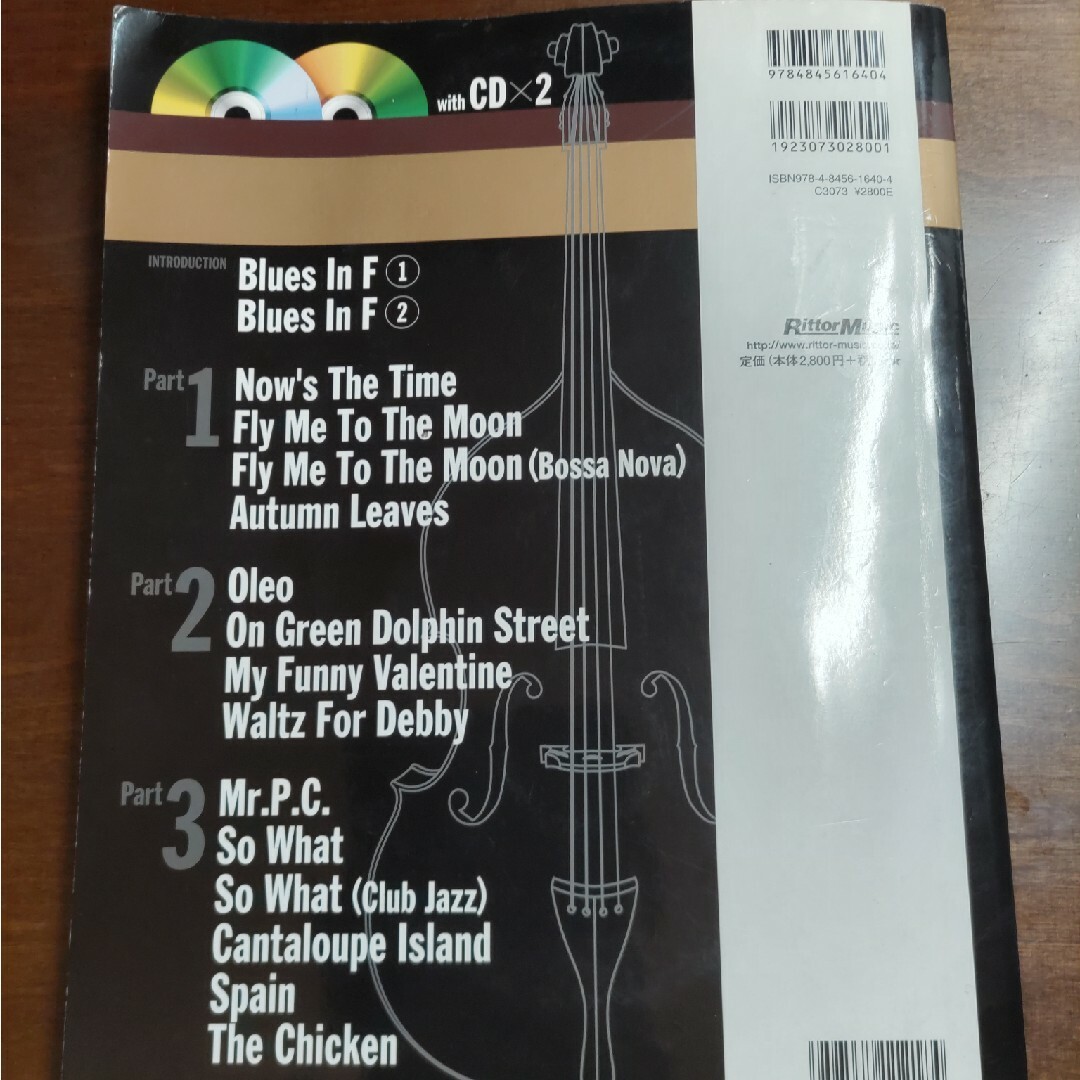 with CD×2
9784845616404
1923073028001
ISBN978-4-8456-1640-4
C3073 ¥2800E
RittorMusic
http://www.rittor-music.
定価(本体2,800円+
INTRODUCTION Blues In F ①
Blues In F ②
Part 1 Now's The Time
Fly Me To The Moon
Fly Me To The Moon (Bossa Nova)
Autumn Leaves
Part 2 Oleo
On Green Dolphin Street
My Funny Valentine
Waltz For Debby
Part 3 Mr.P.C.
So What
So What (Club Jazz)
Cantaloupe Island
Spain
The Chicken